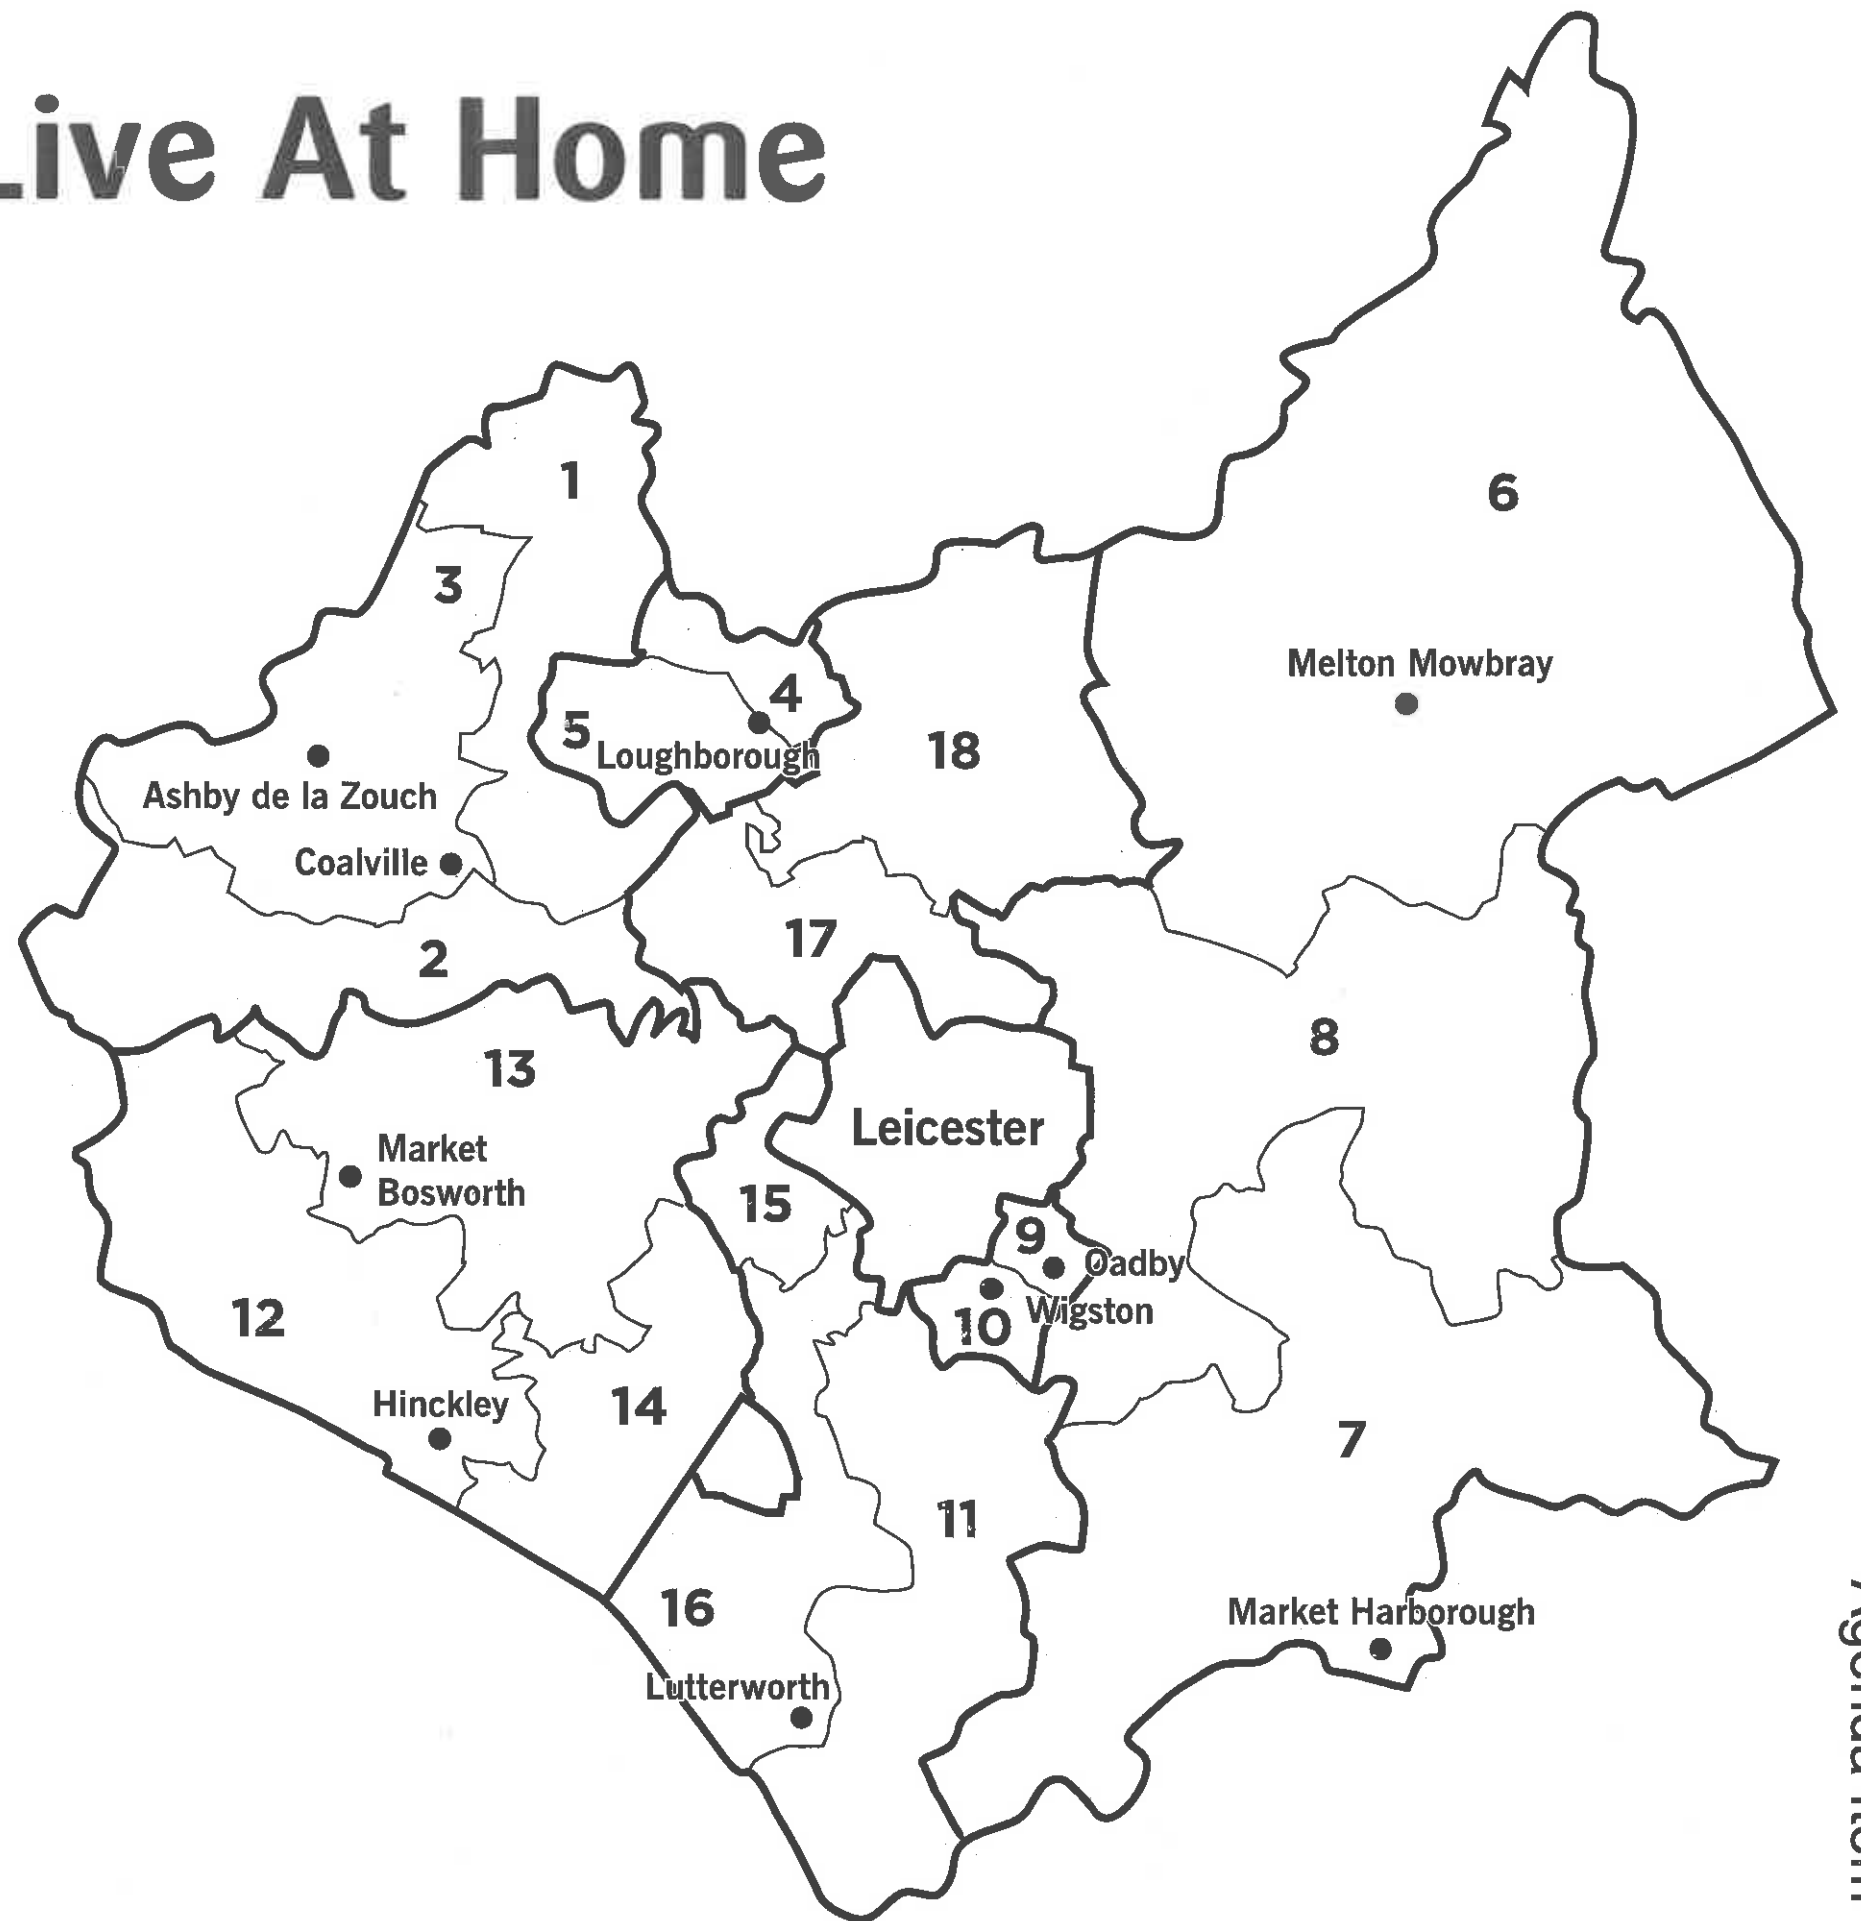 Live At Home
1
6
3
Melton Mowbray
4
5
Loughborough
18
Ashby de la Zouch
Coalville
17
2
8
13
Leicester
Market
Bosworth
15
9
Oadby
Wigston
10
12
Hinckley
14
7
11
16
Market Harborough
Lutterworth
Agenda Item